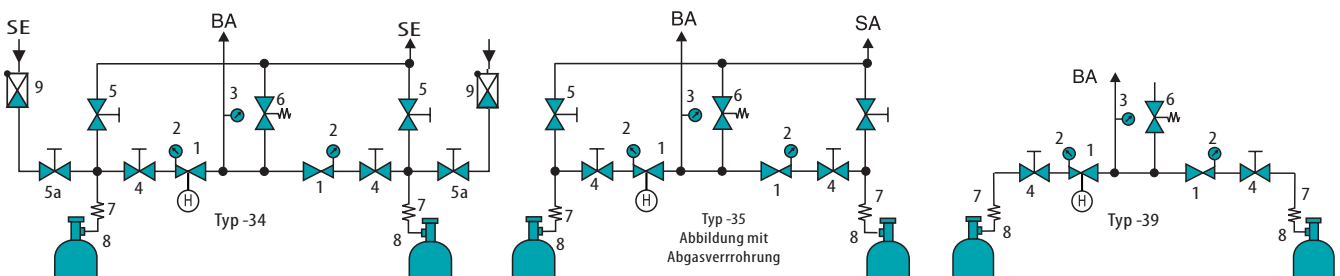 SE BA SE
9 5 3 6 5 9
2 1 2
5a 4 1 4 5a
H
7 7
8 8
Typ -34
BA SA
5 3 6
2 1 2
4 1 4
H
7 7
8 8
Typ -35
Abbildung mit
Abgasverrrohrung
BA
3 6
2 1 2
4 1 4
H
7 7
8 8
Typ -39